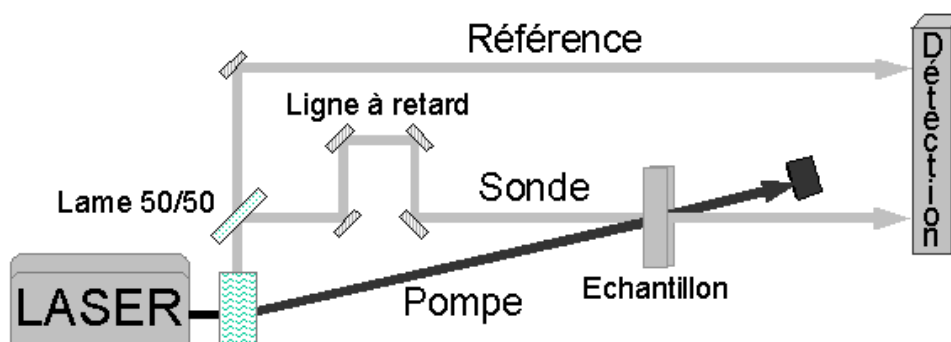 Référence
Ligne à retard
Lame 50/50
Sonde
LASER
Pompe
Echantillon
Détection